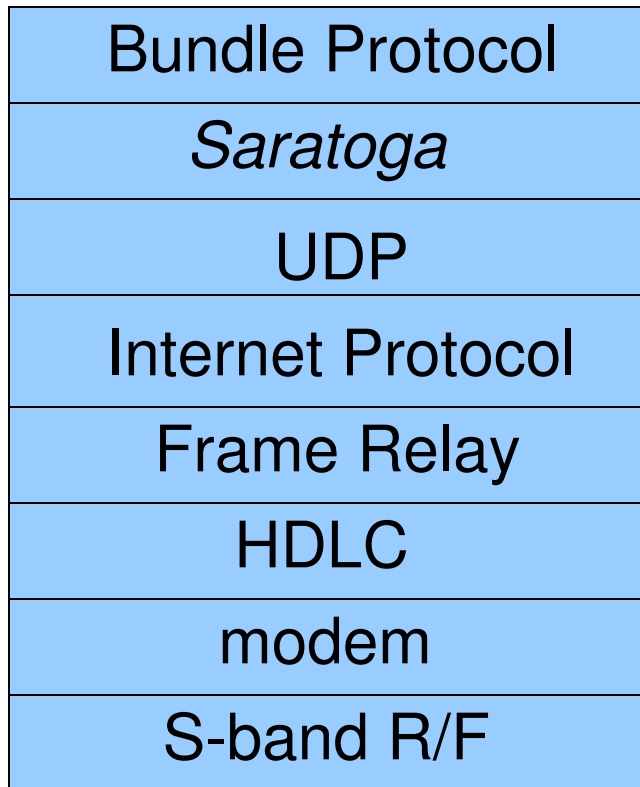 Bundle Protocol
Saratoga
UDP
Internet Protocol
Frame Relay
HDLC
modem
S-band R/F